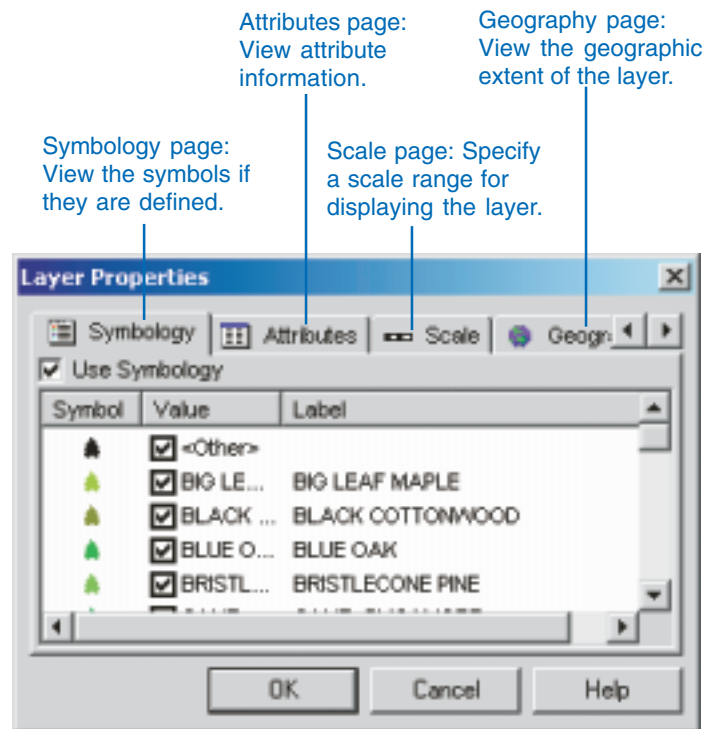 Attributes page:
View attribute
information.
Geography page:
View the geographic
extent of the layer.
Symbology page:
View the symbols if
they are defined.
Scale page: Specify
a scale range for
displaying the layer.
Layer Properties
Symbology Attributes Scale Geogr
Use Symbology
Symbol Value Label
<Other>
BIG LE... BIG LEAF MAPLE
BLACK ... BLACK COTTONWOOD
BLUE O... BLUE OAK
BRISTL... BRISTLECONE PINE
OK Cancel Help